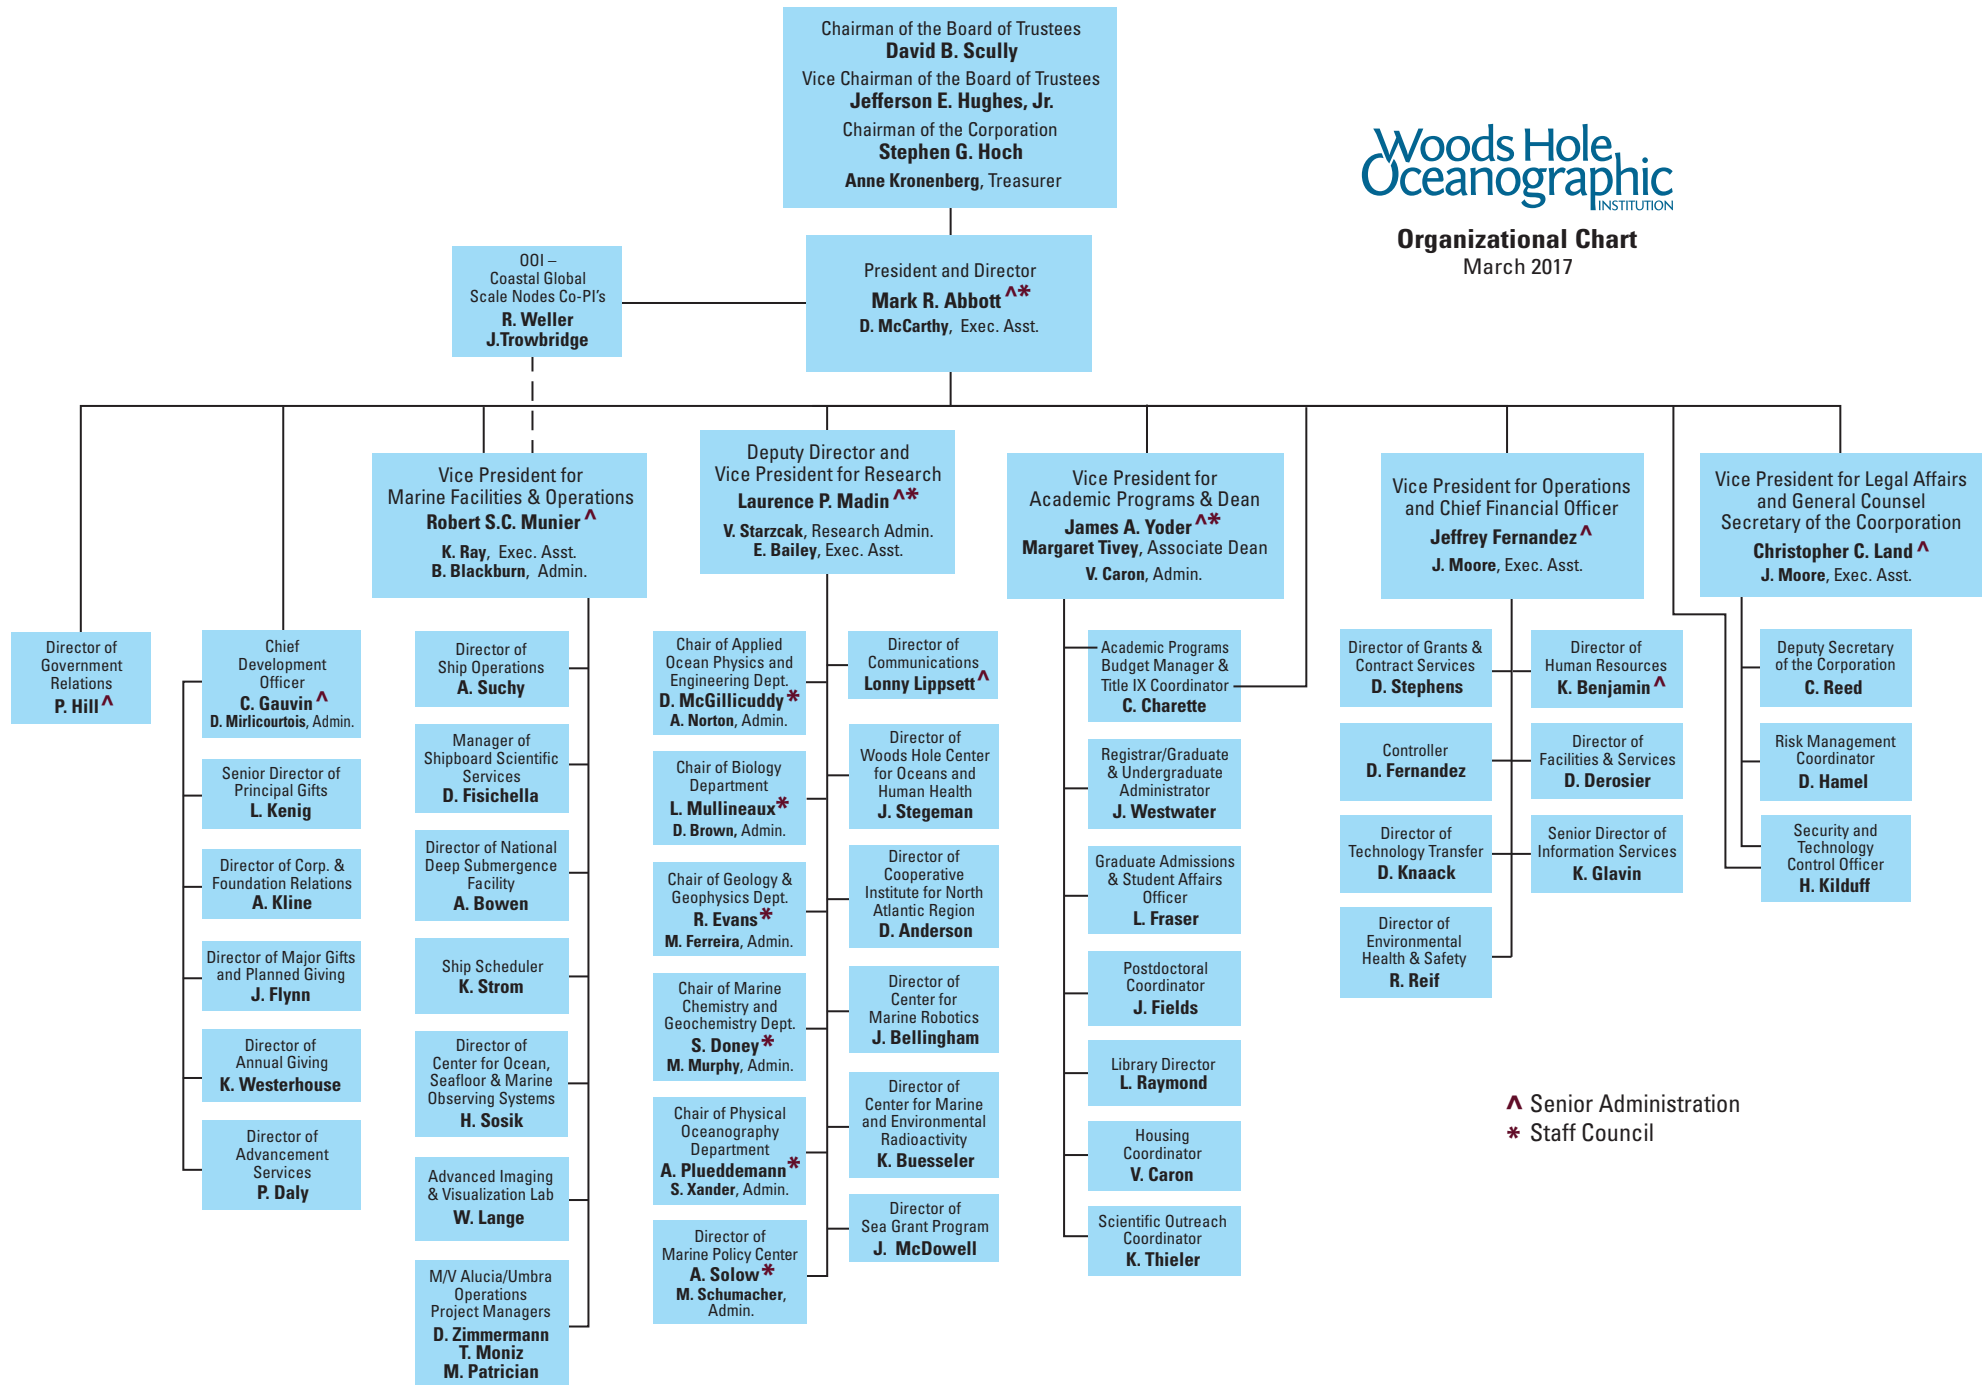 Chairman of the Board of Trustees
David B. Scully
Vice Chairman of the Board of Trustees
Jefferson E. Hughes, Jr.
Chairman of the Corporation
Stephen G. Hoch
Anne Kronenberg, Treasurer
Woods Hole
Oceanographic
INSTITUTION
Organizational Chart
March 2017
OOI –
Coastal Global
Scale Nodes Co-PI's
R. Weller
J.Trowbridge
President and Director
Mark R. Abbott ^*
D. McCarthy, Exec. Asst.
Vice President for
Marine Facilities & Operations
Robert S.C. Munier ^
K. Ray, Exec. Asst.
B. Blackburn, Admin.
Deputy Director and
Vice President for Research
Laurence P. Madin ^*
V. Starzcak, Research Admin.
E. Bailey, Exec. Asst.
Vice President for
Academic Programs & Dean
James A. Yoder ^*
Margaret Tivey, Associate Dean
V. Caron, Admin.
Vice President for Operations
and Chief Financial Officer
Jeffrey Fernandez ^
J. Moore, Exec. Asst.
Vice President for Legal Affairs
and General Counsel
Secretary of the Coorporation
Christopher C. Land ^
J. Moore, Exec. Asst.
Director of
Government
Relations
P. Hill ^
Chief
Development
Officer
C. Gauvin ^
D. Mirlicourtois, Admin.
Senior Director of
Principal Gifts
L. Kenig
Director of Corp. &
Foundation Relations
A. Kline
Director of Major Gifts
and Planned Giving
J. Flynn
Director of
Annual Giving
K. Westerhouse
Director of
Advancement
Services
P. Daly
Director of
Ship Operations
A. Suchy
Manager of
Shipboard Scientific
Services
D. Fisichella
Director of National
Deep Submergence
Facility
A. Bowen
Ship Scheduler
K. Strom
Director of
Center for Ocean,
Seafloor & Marine
Observing Systems
H. Sosik
Advanced Imaging
& Visualization Lab
W. Lange
M/V Alucia/Umbra
Operations
Project Managers
D. Zimmermann
T. Moniz
M. Patrician
Chair of Applied
Ocean Physics and
Engineering Dept.
D. McGillicuddy *
A. Norton, Admin.
Chair of Biology
Department
L. Mullineaux *
D. Brown, Admin.
Chair of Geology &
Geophysics Dept.
R. Evans *
M. Ferreira, Admin.
Chair of Marine
Chemistry and
Geochemistry Dept.
S. Doney *
M. Murphy, Admin.
Chair of Physical
Oceanography
Department
A. Plueddemann *
S. Xander, Admin.
Director of
Marine Policy Center
A. Solow *
M. Schumacher,
Admin.
Director of
Communications
Lonny Lippsett ^
Director of
Woods Hole Center
for Oceans and
Human Health
J. Stegeman
Director of
Cooperative
Institute for North
Atlantic Region
D. Anderson
Director of
Center for
Marine Robotics
J. Bellingham
Director of
Center for Marine
and Environmental
Radioactivity
K. Buesseler
Director of
Sea Grant Program
J. McDowell
Academic Programs
Budget Manager &
Title IX Coordinator
C. Charette
Registrar/Graduate
& Undergraduate
Administrator
J. Westwater
Graduate Admissions
& Student Affairs
Officer
L. Fraser
Postdoctoral
Coordinator
J. Fields
Library Director
L. Raymond
Housing
Coordinator
V. Caron
Scientific Outreach
Coordinator
K. Thieler
Director of Grants &
Contract Services
D. Stephens
Controller
D. Fernandez
Director of
Technology Transfer
D. Knaack
Director of
Environmental
Health & Safety
R. Reif
Director of
Human Resources
K. Benjamin ^
Director of
Facilities & Services
D. Derosier
Senior Director of
Information Services
K. Glavin
Deputy Secretary
of the Corporation
C. Reed
Risk Management
Coordinator
D. Hamel
Security and
Technology
Control Officer
H. Kilduff
^ Senior Administration
* Staff Council